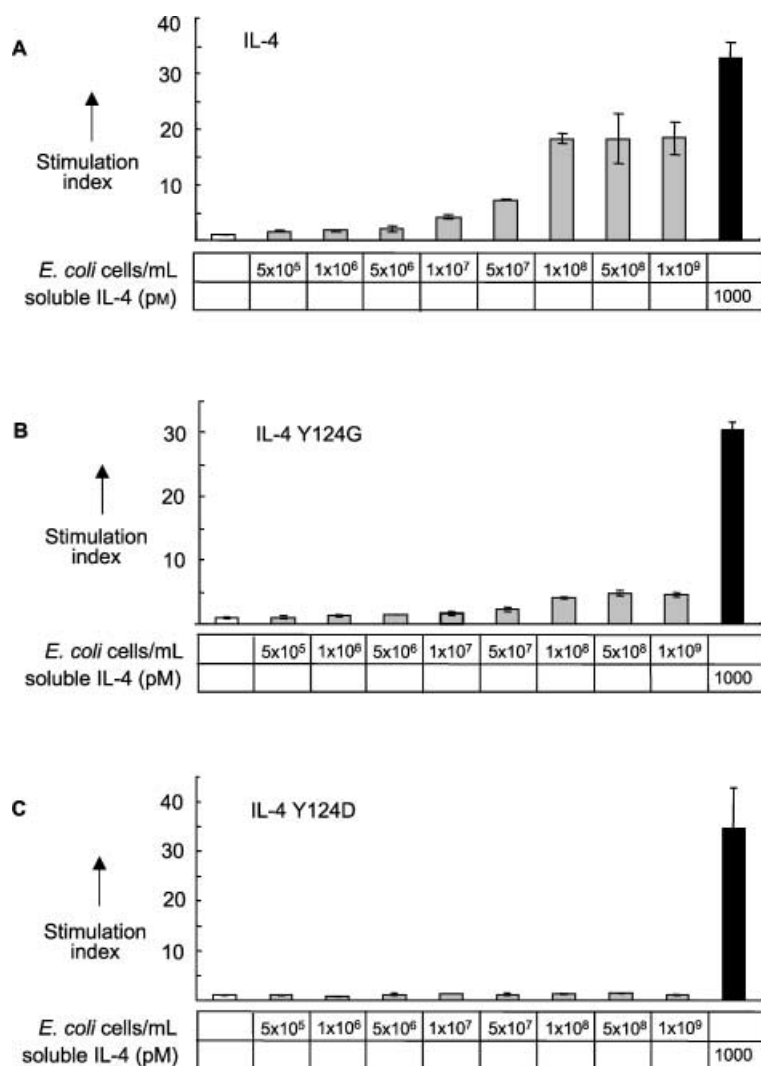 A
IL-4
40
30
20
10
Stimulation
index
E. coli cells/mL 5x10⁵ 1x10⁶ 5x10⁶ 1x10⁷ 5x10⁷ 1x10⁸ 5x10⁸ 1x10⁹
soluble IL-4 (pM) 1000
B
IL-4 Y124G
30
20
10
Stimulation
index
E. coli cells/mL 5x10⁵ 1x10⁶ 5x10⁶ 1x10⁷ 5x10⁷ 1x10⁸ 5x10⁸ 1x10⁹
soluble IL-4 (pM) 1000
C
IL-4 Y124D
40
30
20
10
Stimulation
index
E. coli cells/mL 5x10⁵ 1x10⁶ 5x10⁶ 1x10⁷ 5x10⁷ 1x10⁸ 5x10⁸ 1x10⁹
soluble IL-4 (pM) 1000